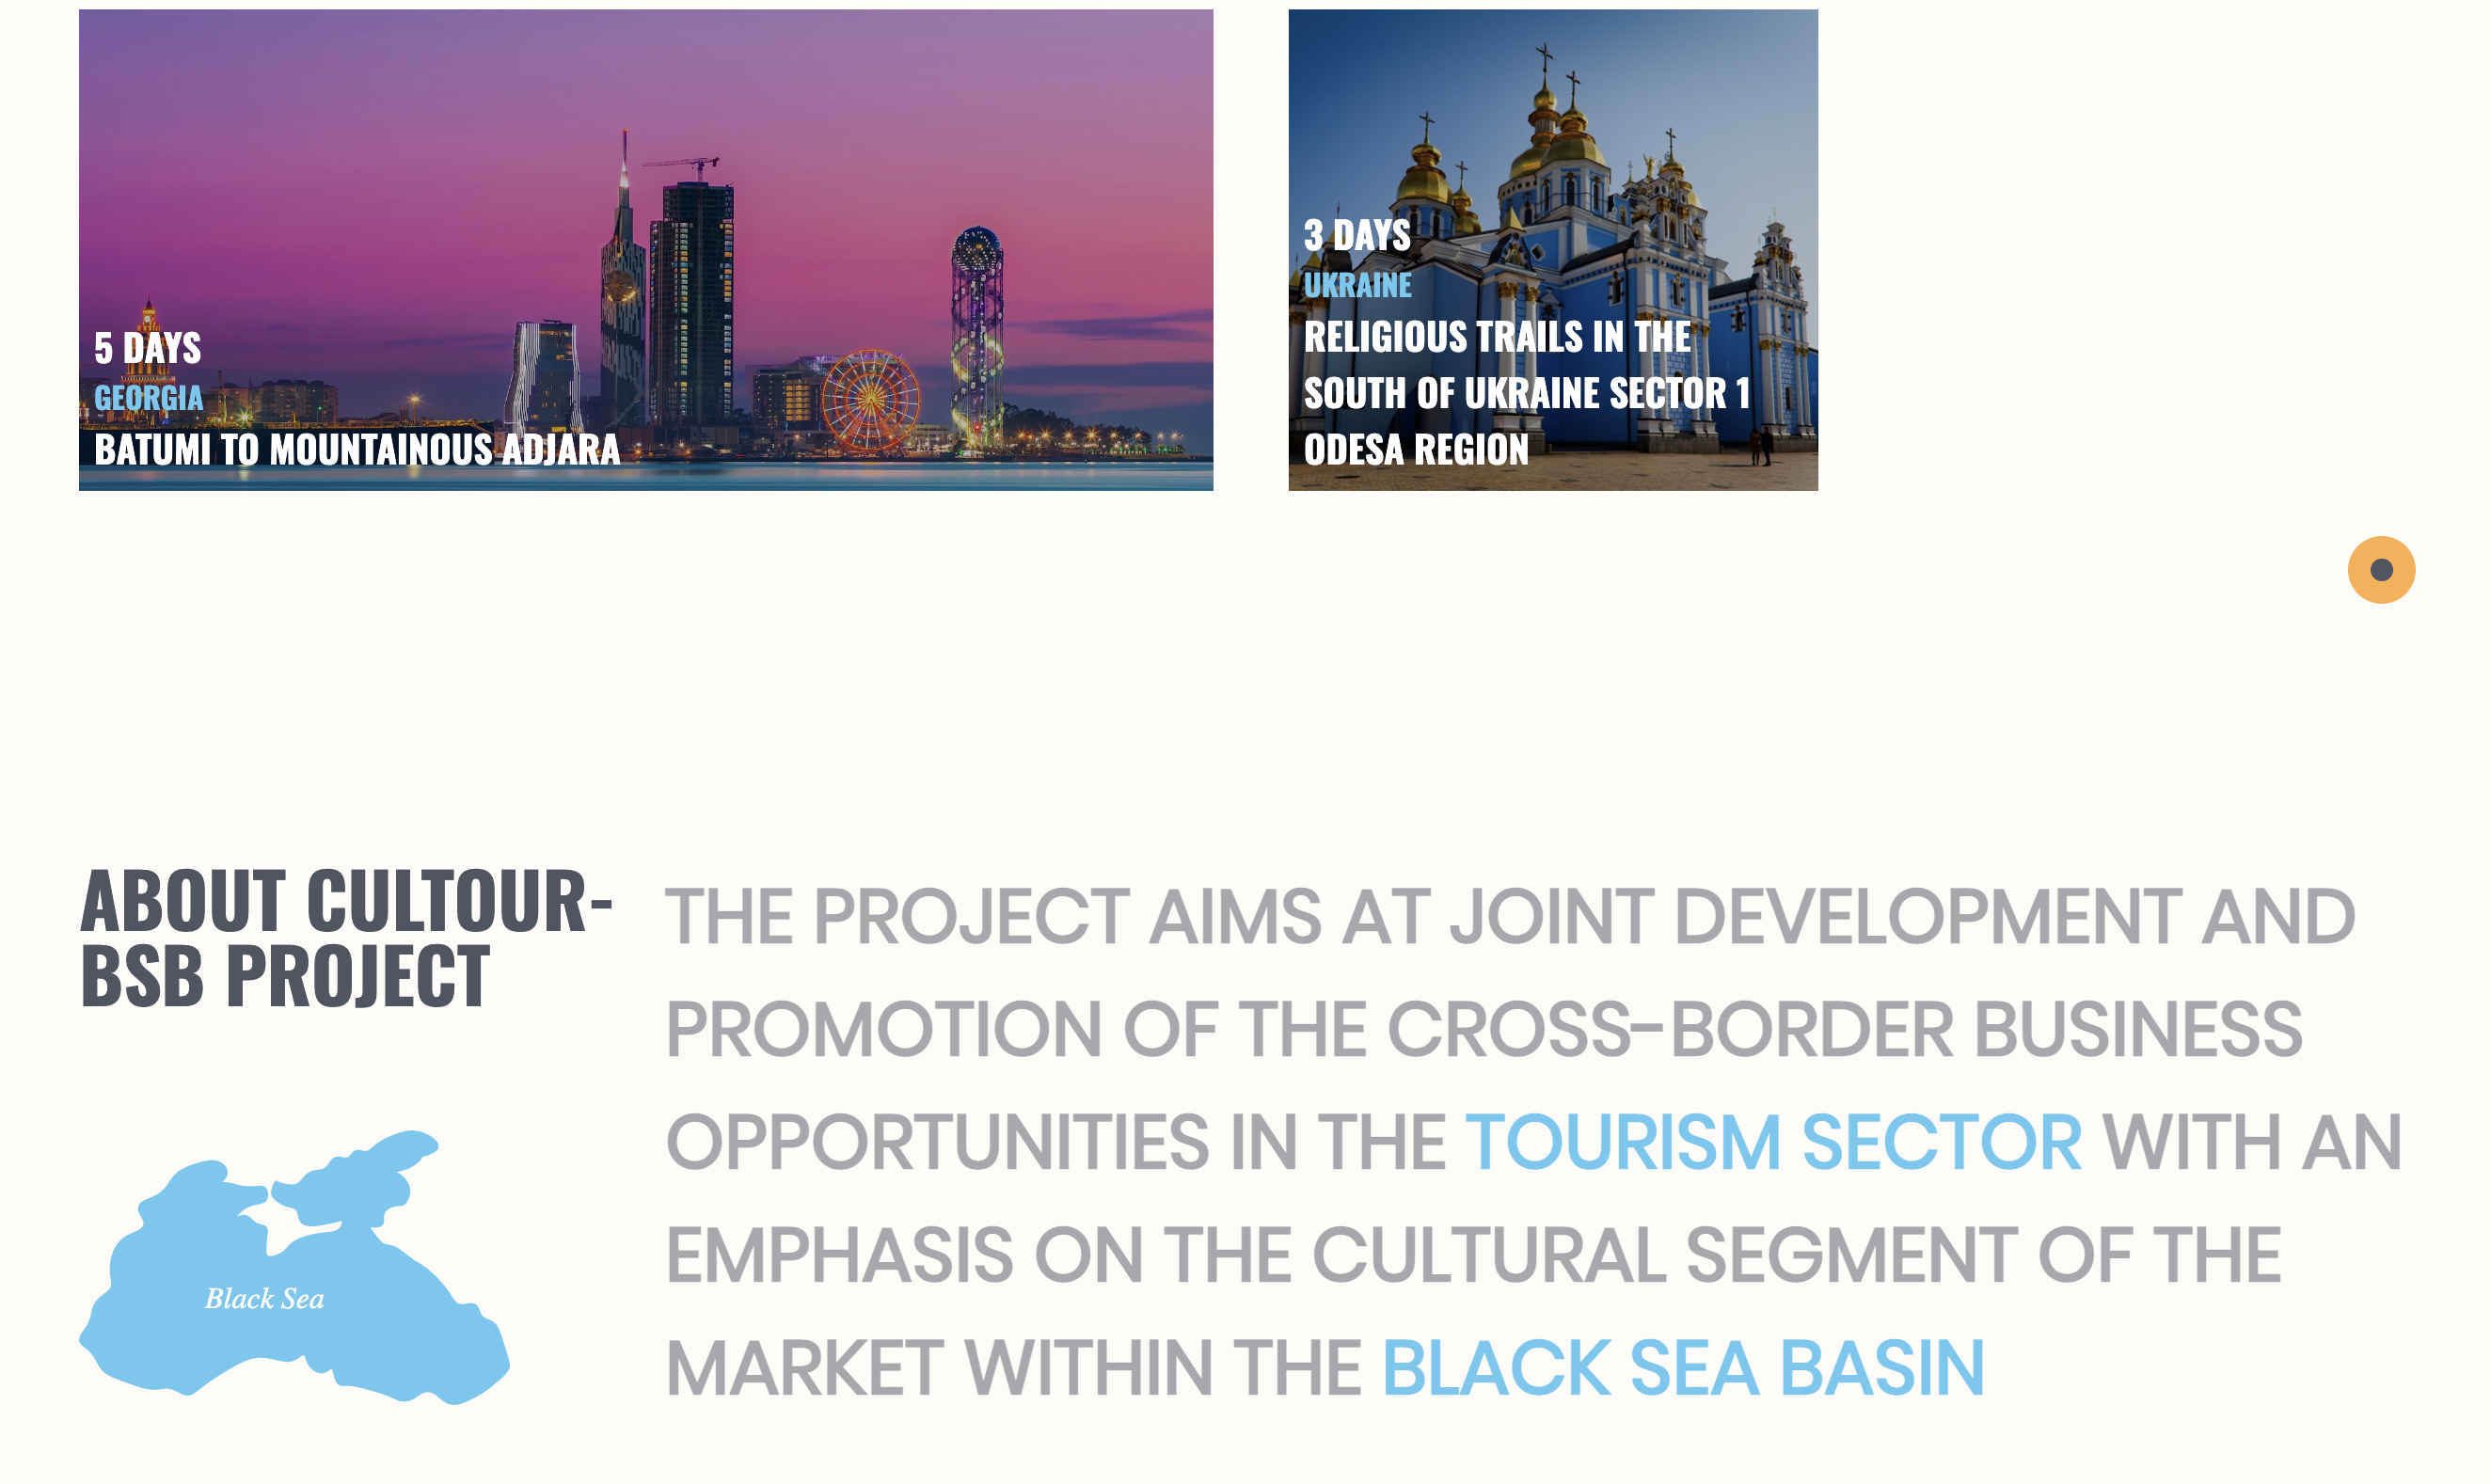 5 DAYS
GEORGIA
BATUMI TO MOUNTAINOUS ADJARA
3 DAYS
UKRAINE
RELIGIOUS TRAILS IN THE
SOUTH OF UKRAINE SECTOR 1
ODESA REGION
ABOUT CULTOUR-
BSB PROJECT
Black Sea
THE PROJECT AIMS AT JOINT DEVELOPMENT AND
PROMOTION OF THE CROSS-BORDER BUSINESS
OPPORTUNITIES IN THE TOURISM SECTOR WITH AN
EMPHASIS ON THE CULTURAL SEGMENT OF THE
MARKET WITHIN THE BLACK SEA BASIN